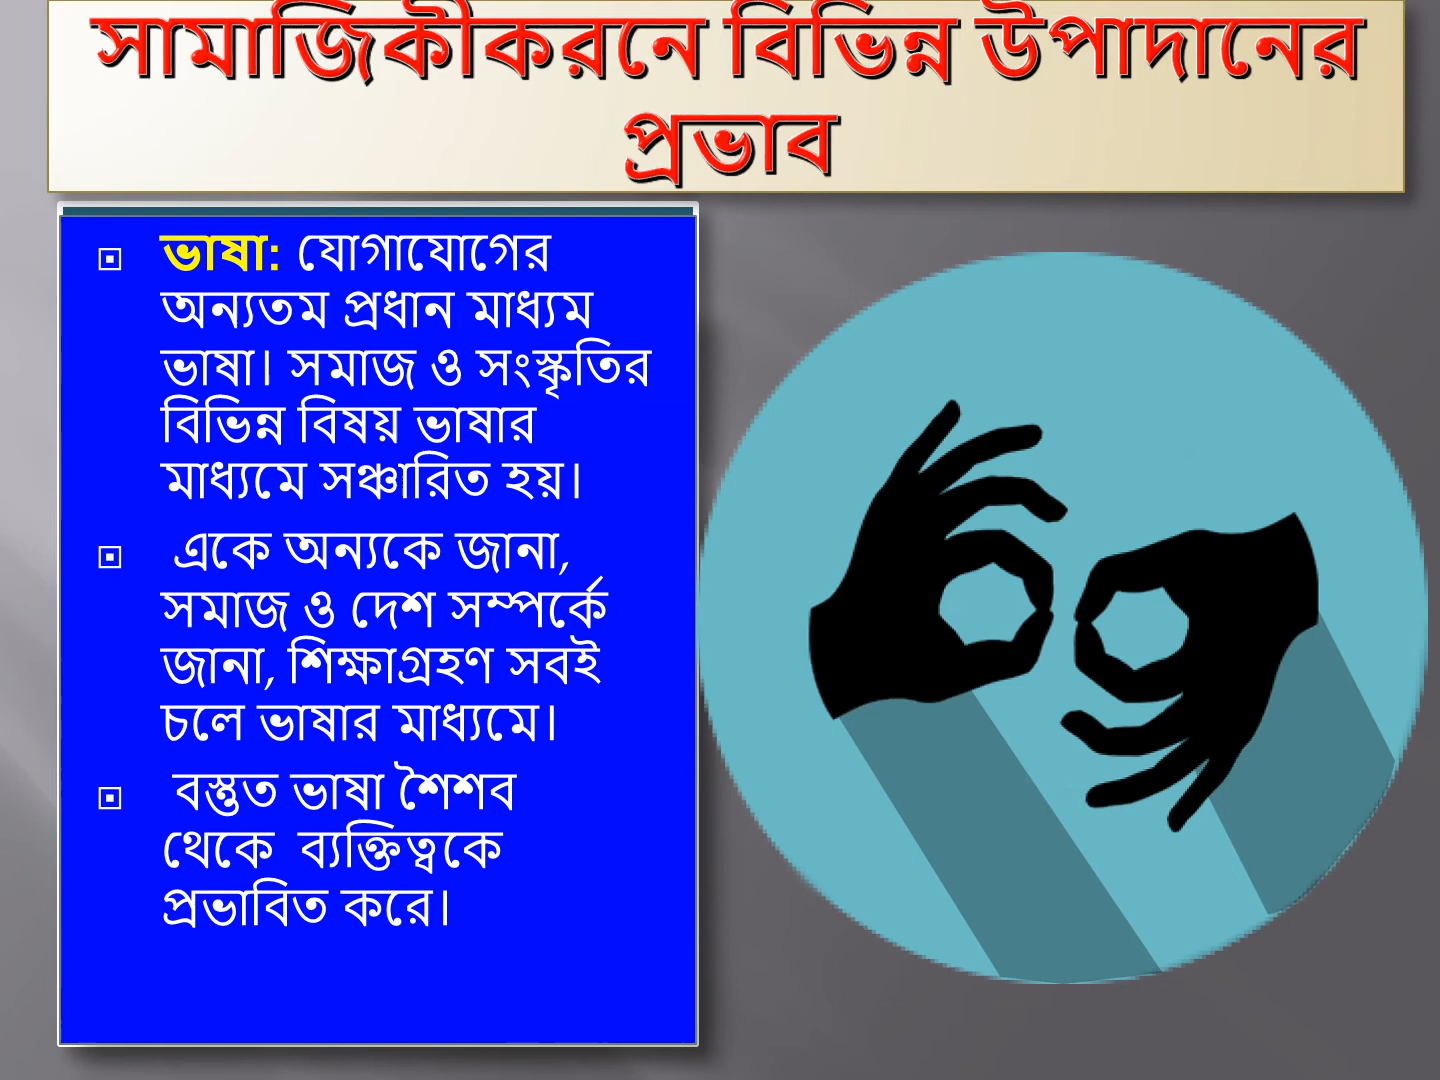 সামাজিকীকরনে বিভিন্ন উপাদানের
প্রভাব
ভাষা: যোগাযোগের
অন্যতম প্রধান মাধ্যম
ভাষা। সমাজ ও সংস্কৃতির
বিভিন্ন বিষয় ভাষার
মাধ্যমে সঞ্চারিত হয়।
একে অন্যকে জানা,
সমাজ ও দেশ সম্পর্কে
জানা, শিক্ষাগ্রহণ সবই
চলে ভাষার মাধ্যমে।
বস্তুত ভাষা শৈশব
থেকে ব্যক্তিত্বকে
প্রভাবিত করে।